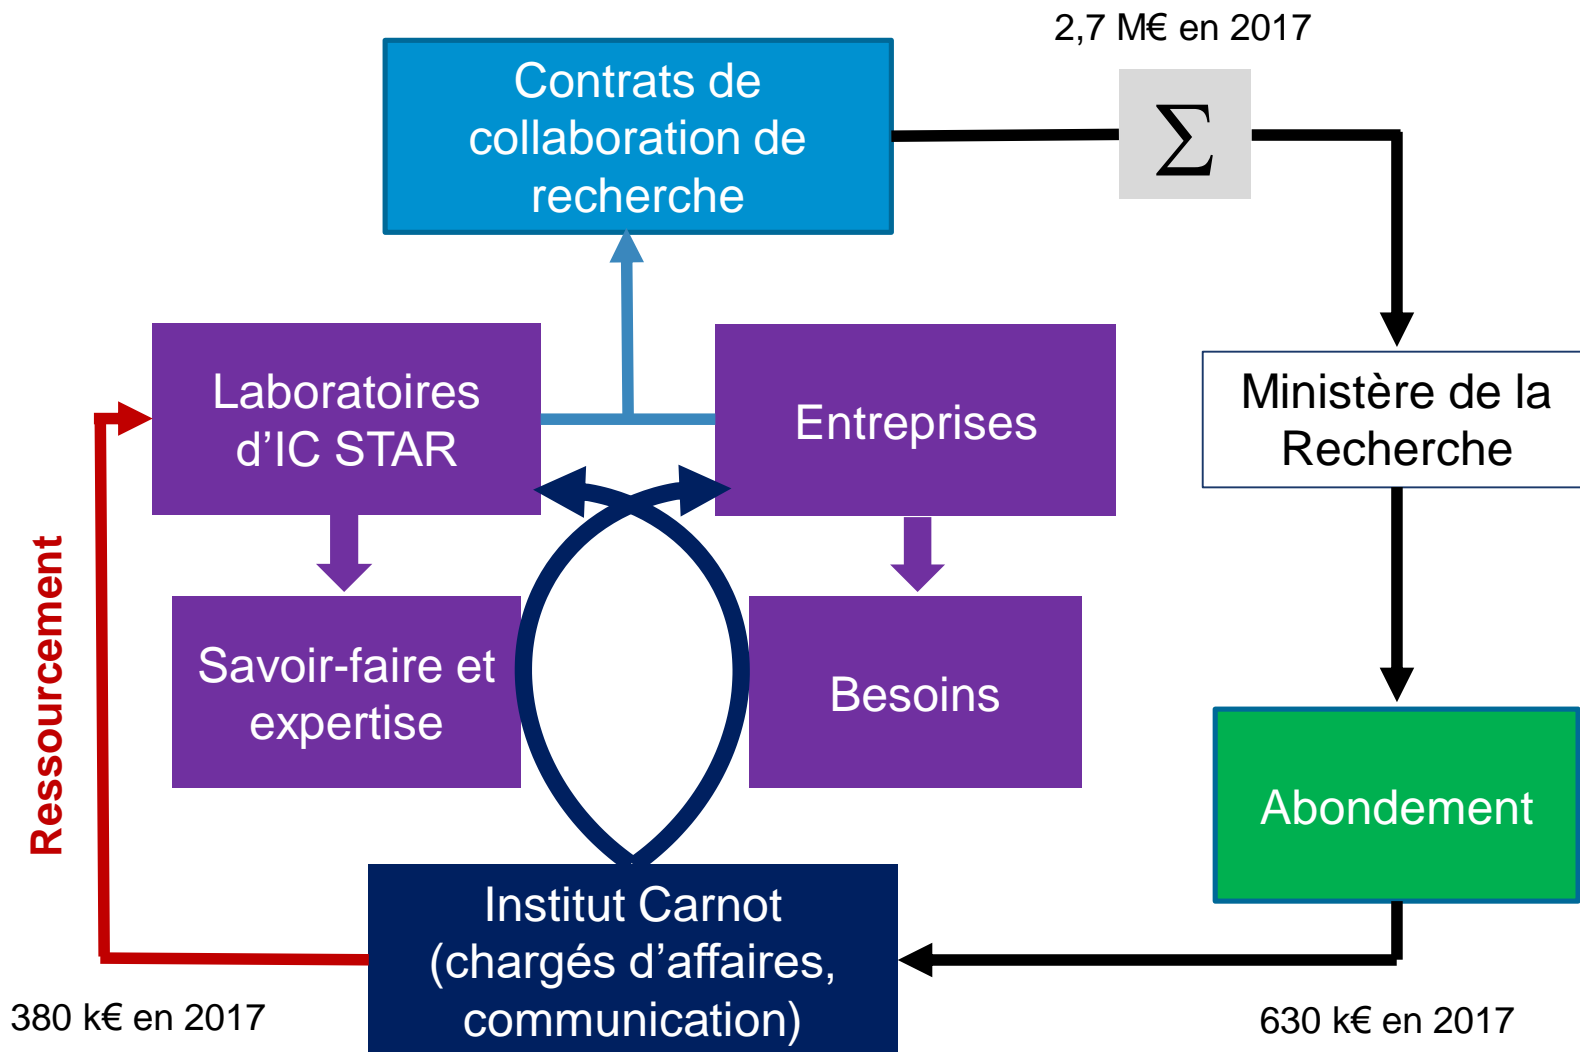 2,7 M€ en 2017
Contrats de
collaboration de
recherche
Σ
Laboratoires
d’IC STAR
Entreprises
Ministère de la
Recherche
Ressourcement
Savoir-faire et
expertise
Besoins
Abondement
Institut Carnot
(chargés d’affaires,
communication)
380 k€ en 2017
630 k€ en 2017